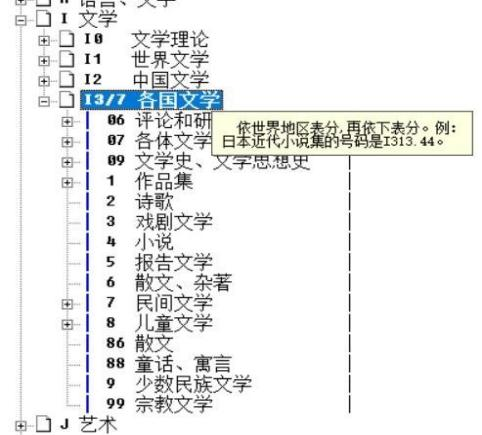 语言、文字
I 文学
I0 文学理论
I1 世界文学
I2 中国文学
I3/7 各国文学
06 评论和研
依世界地区表分,再依下表分。例:
07 各体文学
日本近代小说集的号码是I313.44。
09 文学史、文学思想史
1 作品集
2 诗歌
3 戏剧文学
4 小说
5 报告文学
6 散文、杂著
7 民间文学
8 儿童文学
86 散文
88 童话、寓言
9 少数民族文学
99 宗教文学
J 艺术